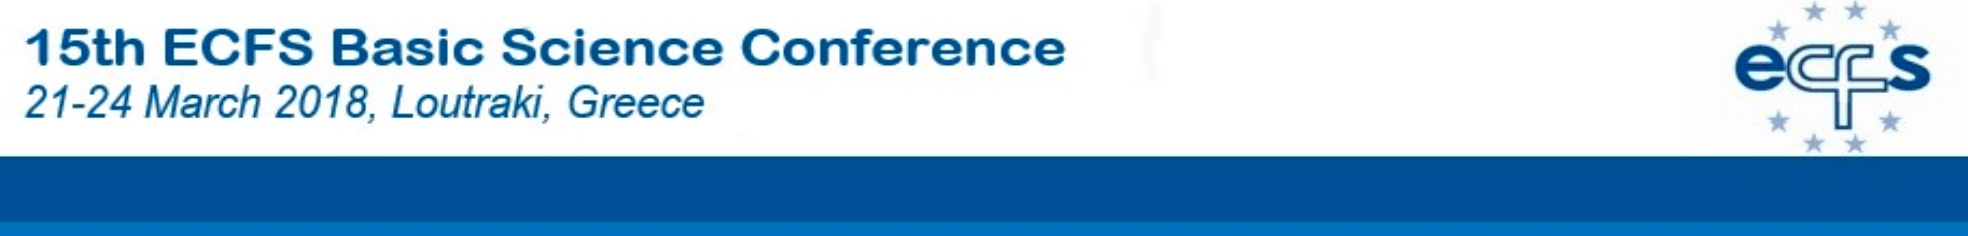 15th ECFS Basic Science Conference
21-24 March 2018, Loutraki, Greece
ecfs